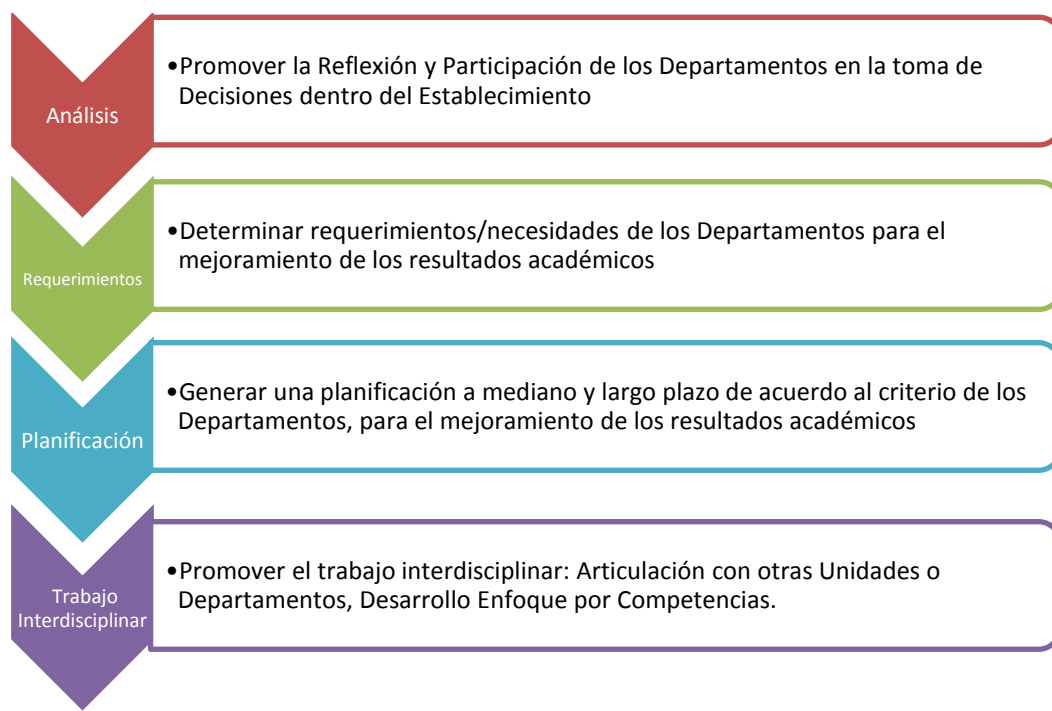 Análisis
•Promover la Reflexión y Participación de los Departamentos en la toma de
Decisiones dentro del Establecimiento
Requerimientos
•Determinar requerimientos/necesidades de los Departamentos para el
mejoramiento de los resultados académicos
Planificación
•Generar una planificación a mediano y largo plazo de acuerdo al criterio de los
Departamentos, para el mejoramiento de los resultados académicos
Trabajo
Interdisciplinar
•Promover el trabajo interdisciplinar: Articulación con otras Unidades o
Departamentos, Desarrollo Enfoque por Competencias.